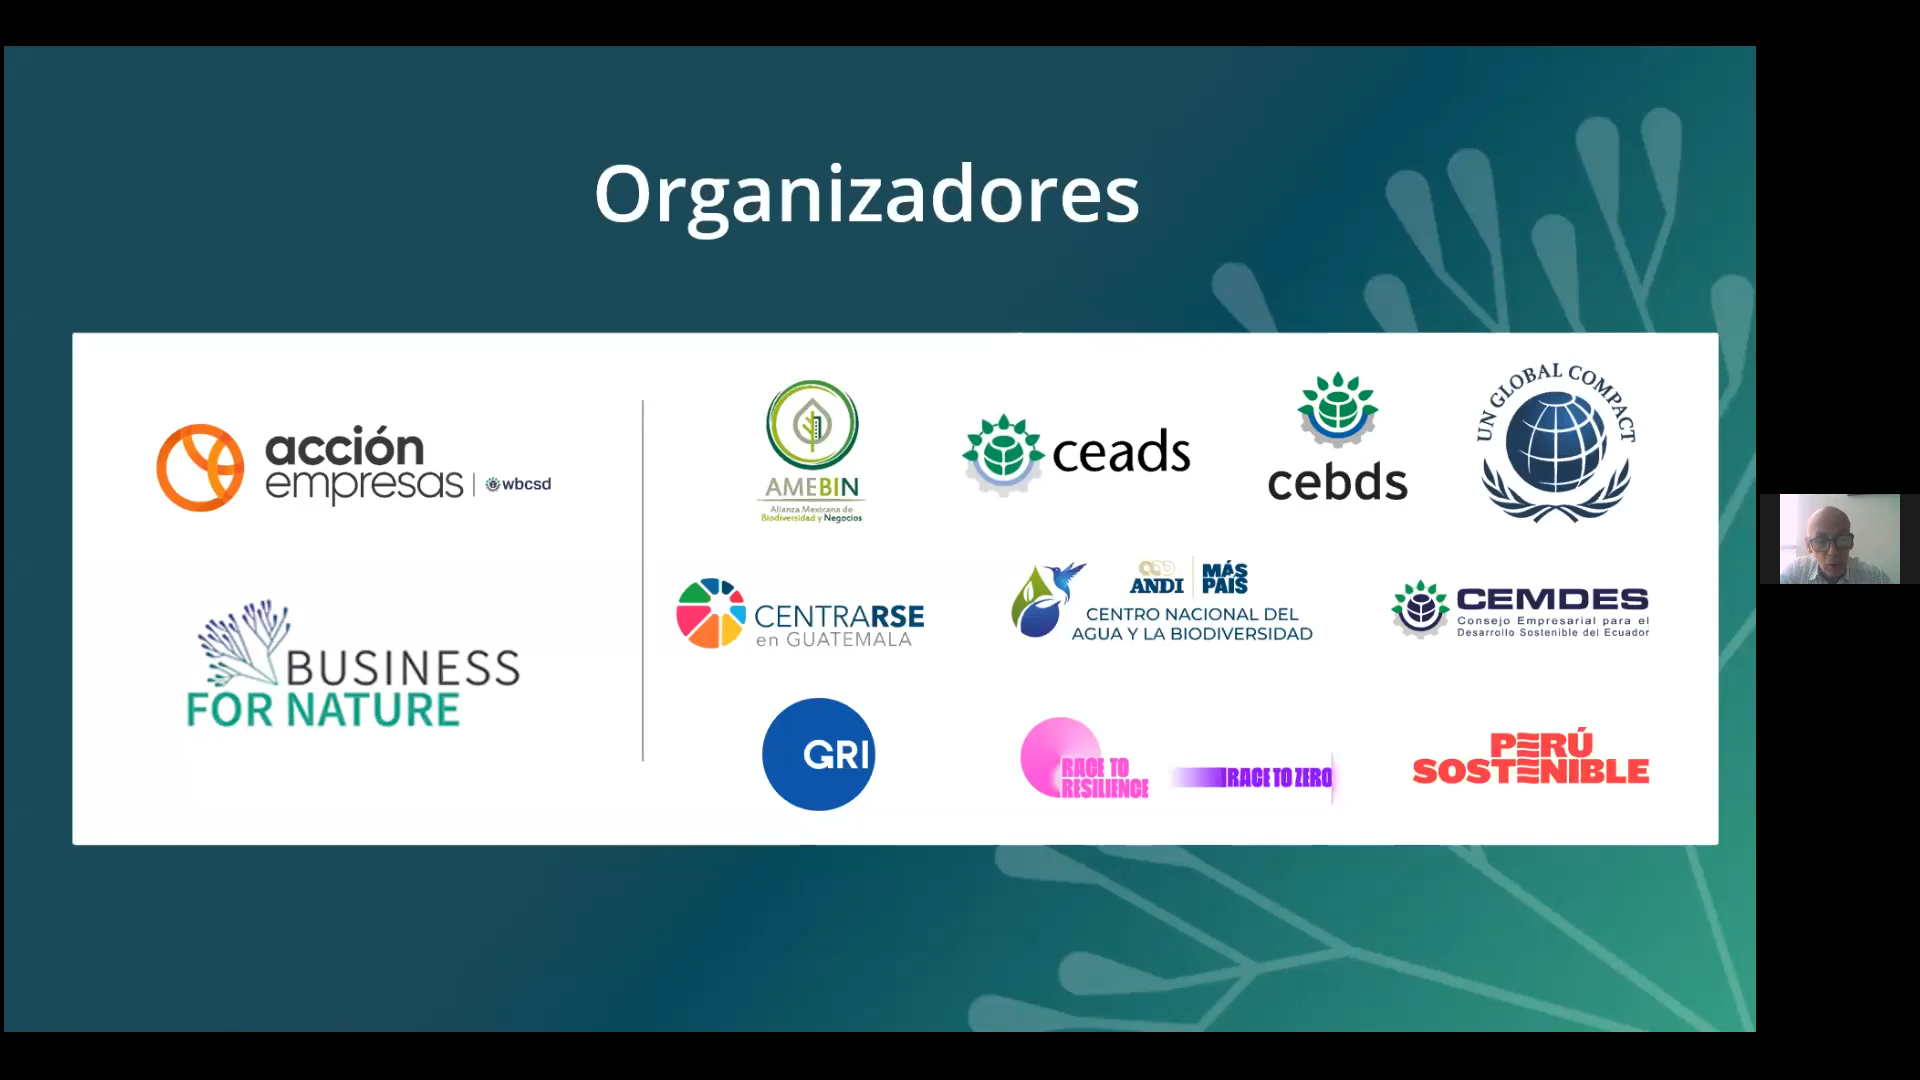 Organizadores
acción
empresas | wbcsd
BUSINESS
FOR NATURE
AMEBIN
Alianza Mexicana de
Biodiversidad y Negocios
ceads
cebds
UN GLOBAL COMPACT
CENTRARSE
en GUATEMALA
ANDI
MÁS
PAÍS
CENTRO NACIONAL DEL
AGUA Y LA BIODIVERSIDAD
CEMDES
Consejo Empresarial para el
Desarrollo Sostenible del Ecuador
GRI
RACE TO
RESILIENCE
RACE TO ZERO
PERÚ
SOSTENIBLE